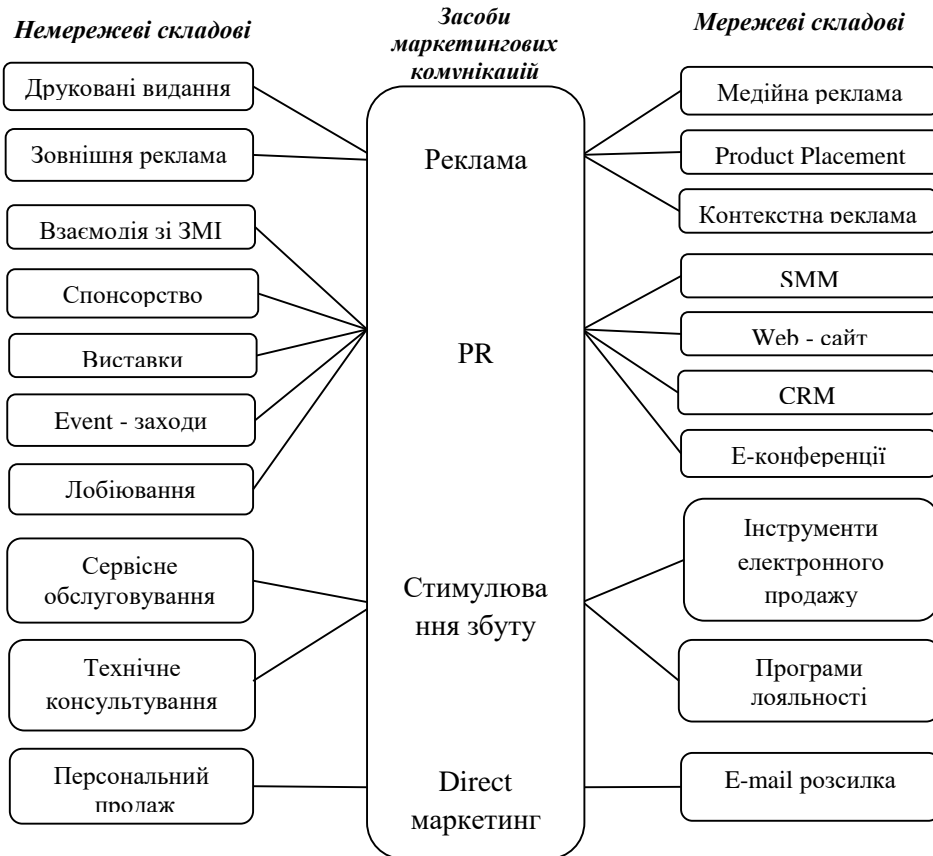 Немережеві складові
Засоби
маркетингових
комунікацій
Мережеві складові
Друковані видання
Зовнішня реклама
Взаємодія зі ЗМІ
Спонсорство
Виставки
Event - заходи
Лобіювання
Сервісне
обслуговування
Технічне
консультування
Персональний
продаж
Реклама
PR
Стимулюва
ння збуту
Direct
маркетинг
Медійна реклама
Product Placement
Контекстна реклама
SMM
Web - сайт
CRM
E-конференції
Інструменти
електронного
продажу
Програми
лояльності
E-mail розсилка